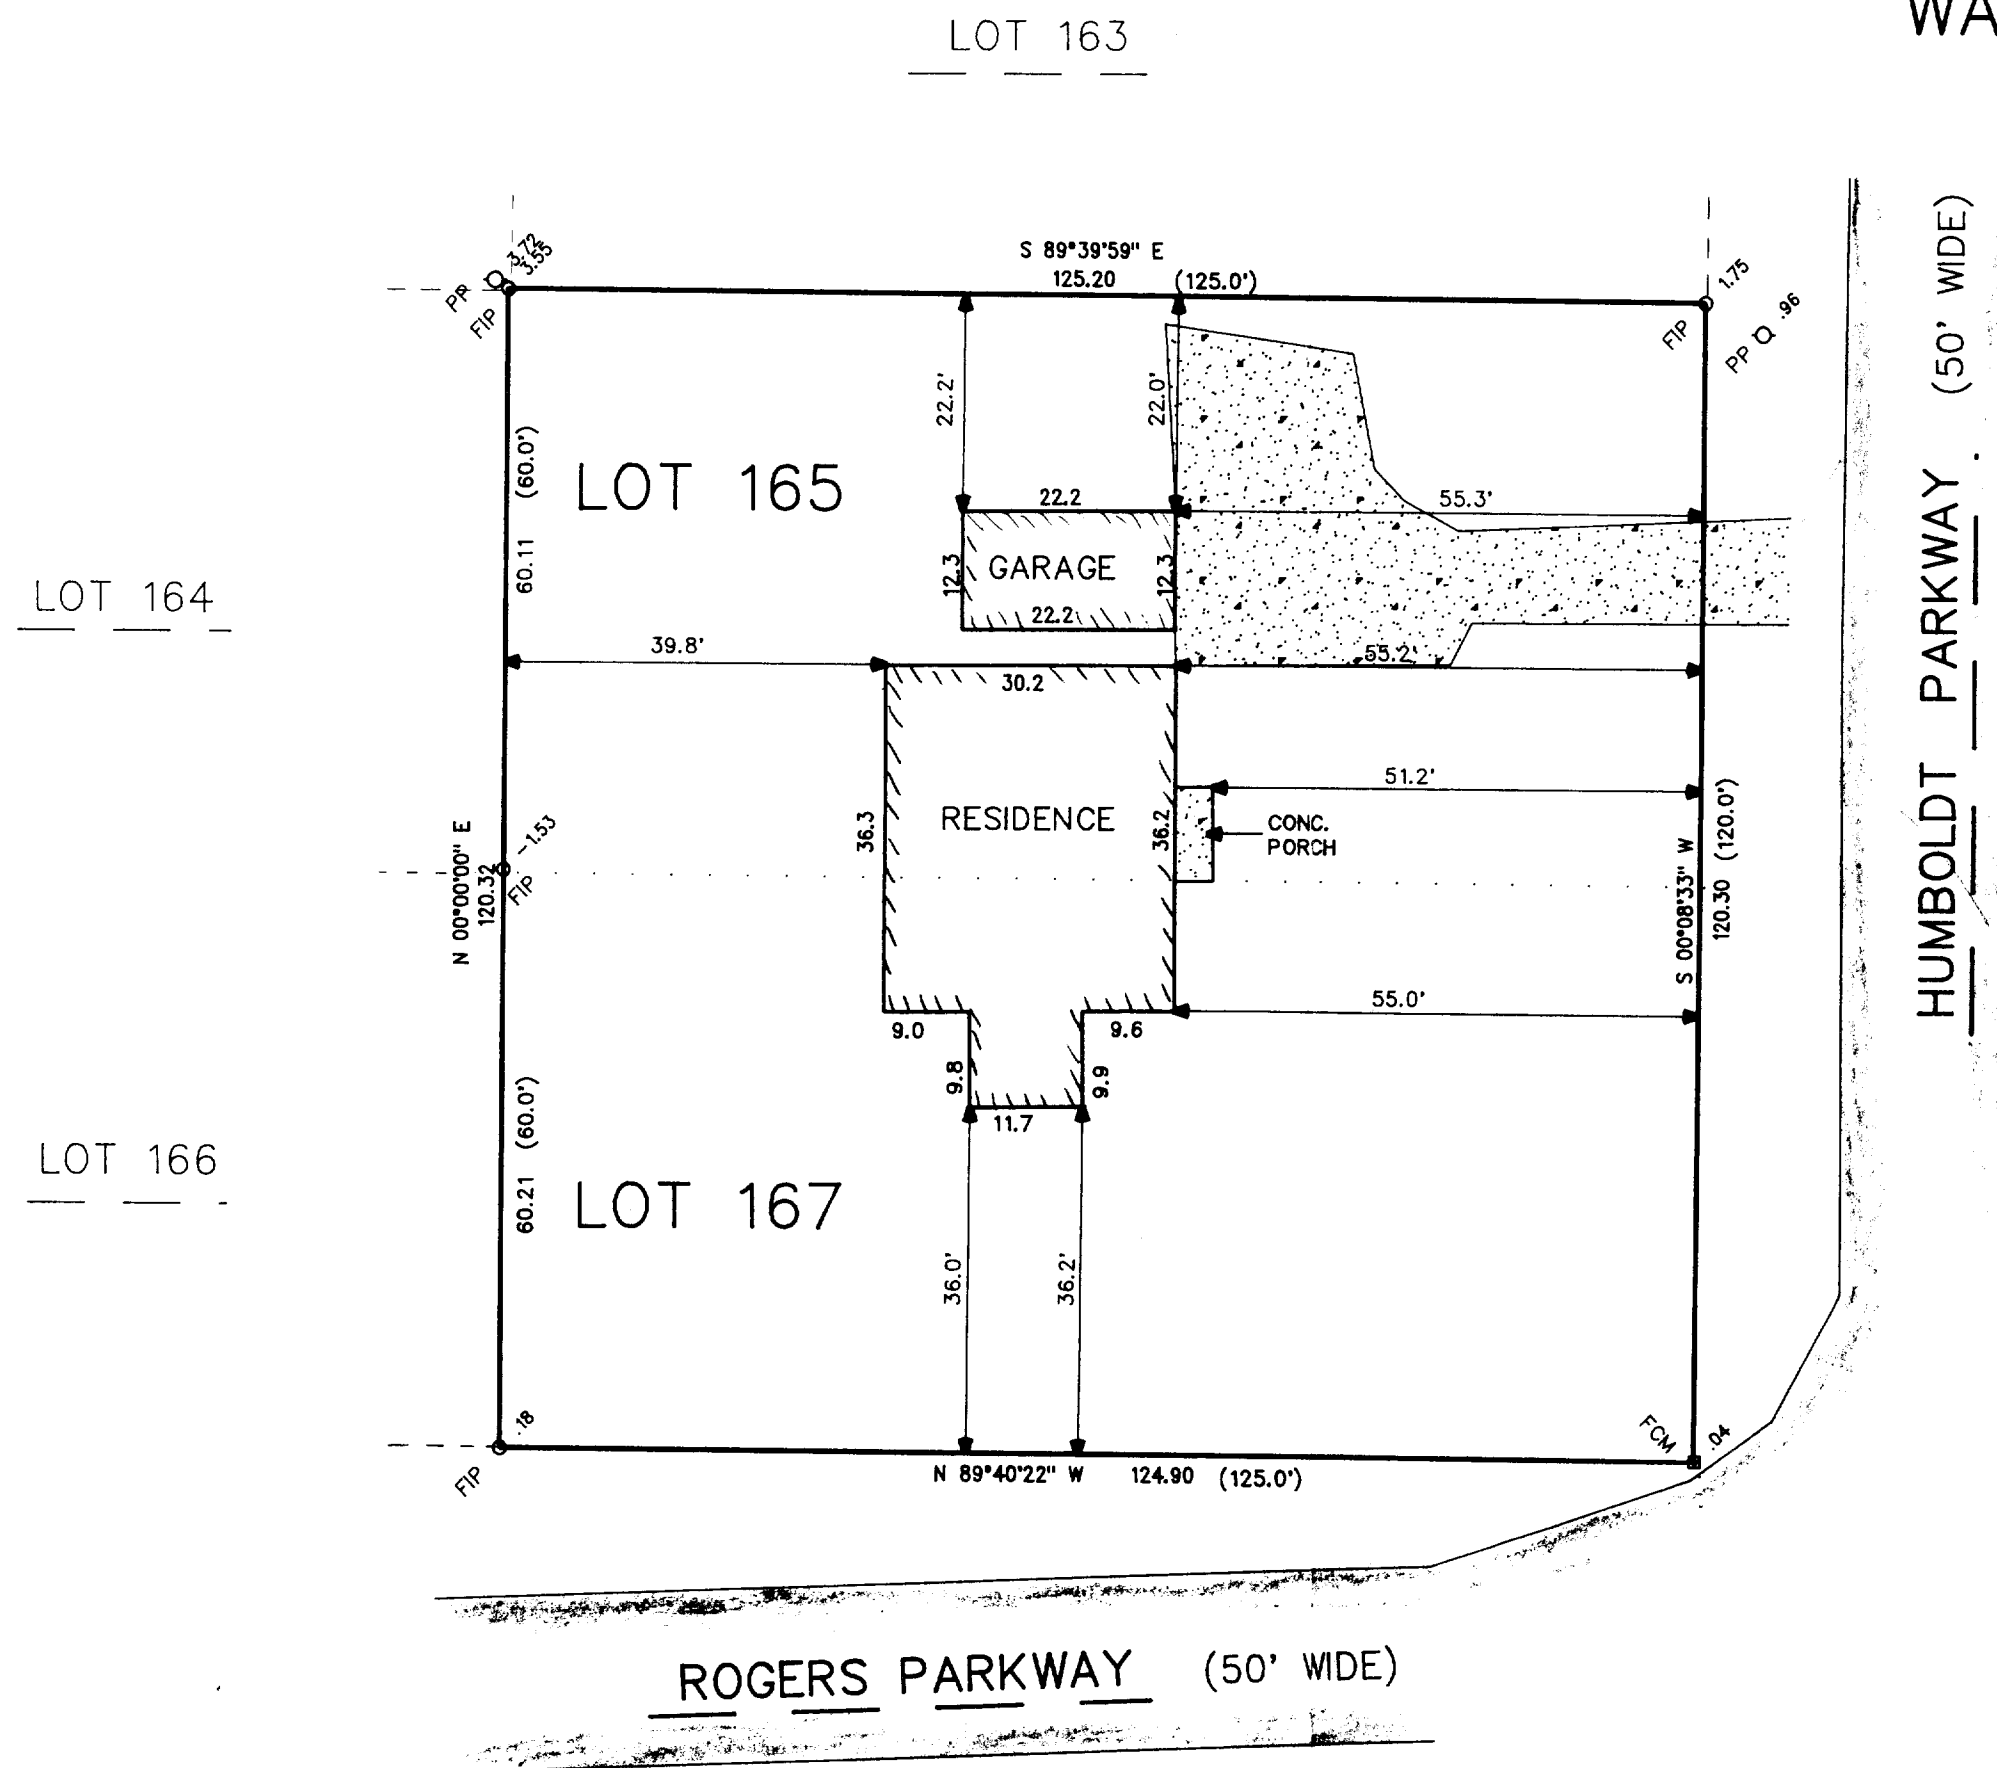 LOT 163
WA
S 89°39'59" E
125.20 (125.0')
3.72
3.55
PP
FIP
1.75
FIP
PP .96
HUMBOLDT PARKWAY (50' WIDE)
22.2'
22.0'
60.11 (60.0')
LOT 165
22.2
55.3'
GARAGE
12.3
12.3
22.2
LOT 164
39.8'
30.2
55.2'
51.2'
RESIDENCE
36.3
36.2
CONC.
PORCH
N 00°00'00" E
120.32
-1.53
FIP
S 00°08'33" W
120.30 (120.0')
55.0'
9.0
9.6
9.8
9.9
11.7
60.21 (60.0')
LOT 166
LOT 167
36.0'
36.2'
.18
FIP
FCM
.04
N 89°40'22" W 124.90 (125.0')
ROGERS PARKWAY (50' WIDE)